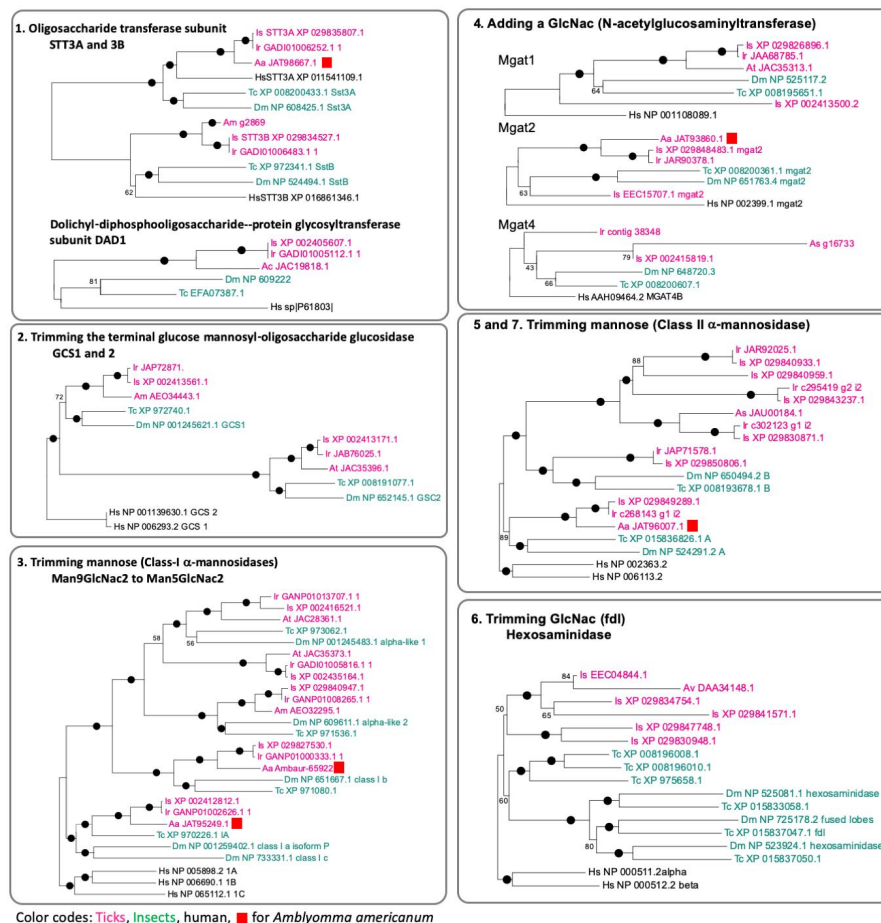 1. Oligosaccharide transferase subunit
STT3A and 3B
Is STT3A XP 029835807.1
Ir GADI01006252.1 1
Aa JAT98667.1
HsSTT3A XP 011541109.1
Tc XP 008200433.1 Sst3A
Dm NP 608425.1 Sst3A
Am g2869
Is STT3B XP 029834527.1
Ir GADI01006483.1 1
Tc XP 972341.1 SstB
Dm NP 524494.1 SstB
62
HsSTT3B XP 016861346.1
Dolichyl-diphosphooligosaccharide--protein glycosyltransferase
subunit DAD1
Is XP 002405607.1
Ir GADI01005112.1 1
Ac JAC19818.1
81
Dm NP 609222
Tc EFA07387.1
Hs sp|P61803|
2. Trimming the terminal glucose mannosyl-oligosaccharide glucosidase
GCS1 and 2
Ir JAP72871.
Is XP 002413561.1
Am AEO34443.1
72
Tc XP 972740.1
Dm NP 001245621.1 GCS1
Is XP 002413171.1
Ir JAB76025.1
At JAC35396.1
Tc XP 008191077.1
Dm NP 652145.1 GSC2
Hs NP 001139630.1 GCS 2
Hs NP 006293.2 GCS 1
3. Trimming mannose (Class-I α-mannosidases)
Man9GlcNac2 to Man5GlcNac2
Ir GANP01013707.1 1
Is XP 002416521.1
At JAC28361.1
58
Tc XP 973062.1
56
Dm NP 001245483.1 alpha-like 1
At JAC35373.1
Ir GADI01005816.1 1
Is XP 002435164.1
Is XP 029840947.1
Ir GANP01008265.1 1
Am AEO32295.1
Dm NP 609611.1 alpha-like 2
Tc XP 971536.1
Is XP 029827530.1
Ir GANP01000333.1 1
Aa Ambaur-65922
Dm NP 651667.1 class I b
Tc XP 971080.1
Is XP 002412812.1
Ir GANP01002626.1 1
Aa JAT95249.1
Tc XP 970226.1 IA
Dm NP 001259402.1 class I a isoform P
Dm NP 733331.1 class I c
Hs NP 005898.2 1A
Hs NP 006690.1 1B
Hs NP 065112.1 1C
4. Adding a GlcNac (N-acetylglucosaminyltransferase)
Mgat1
Is XP 029826896.1
Ir JAA68785.1
At JAC35313.1
Dm NP 525117.2
64
Tc XP 008195651.1
Is XP 002413500.2
Hs NP 001108089.1
Mgat2
Aa JAT93860.1
Is XP 029848483.1 mgat2
Ir JAR90378.1
Tc XP 008200361.1 mgat2
Dm NP 651763.4 mgat2
63
Is EEC15707.1 mgat2
Hs NP 002399.1 mgat2
Mgat4
Ir contig 38348
As g16733
79
Is XP 002415819.1
43
Dm NP 648720.3
66
Tc XP 008200607.1
Hs AAH09464.2 MGAT4B
5 and 7. Trimming mannose (Class II α-mannosidase)
Ir JAR92025.1
88
Is XP 029840933.1
Is XP 029840959.1
Ir c295419 g2 i2
Is XP 029843237.1
As JAU00184.1
Ir c302123 g1 i2
Is XP 029830871.1
Ir JAP71578.1
Is XP 029850806.1
Dm NP 650494.2 B
Tc XP 008193678.1 B
Is XP 029849289.1
Ir c268143 g1 i2
Aa JAT96007.1
89
Tc XP 015836826.1 A
Dm NP 524291.2 A
Hs NP 002363.2
Hs NP 006113.2
6. Trimming GlcNac (fdl)
Hexosaminidase
84
Is EEC04844.1
Av DAA34148.1
50
Is XP 029834754.1
65
Is XP 029841571.1
Is XP 029847748.1
Is XP 029830948.1
Tc XP 008196008.1
Tc XP 008196010.1
Tc XP 975658.1
60
Dm NP 525081.1 hexosaminidase
Tc XP 015833058.1
Dm NP 725178.2 fused lobes
Tc XP 015837047.1 fdl
80
Dm NP 523924.1 hexosaminidase
Tc XP 015837050.1
Hs NP 000511.2alpha
Hs NP 000512.2 beta
Color codes: Ticks, Insects, human, for Amblyomma americanum